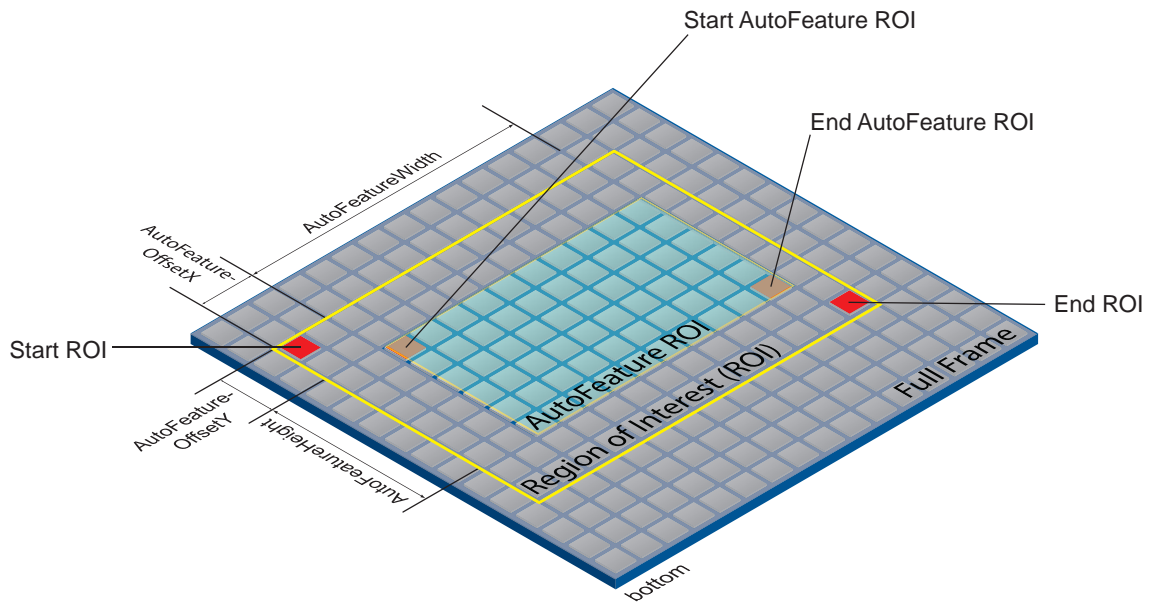 Start AutoFeature ROI
End AutoFeature ROI
AutoFeatureWidth
AutoFeature-
OffsetX
End ROI
Start ROI
AutoFeature ROI
Region of Interest (ROI)
Full Frame
AutoFeature-
OffsetY
AutoFeatureHeight
bottom